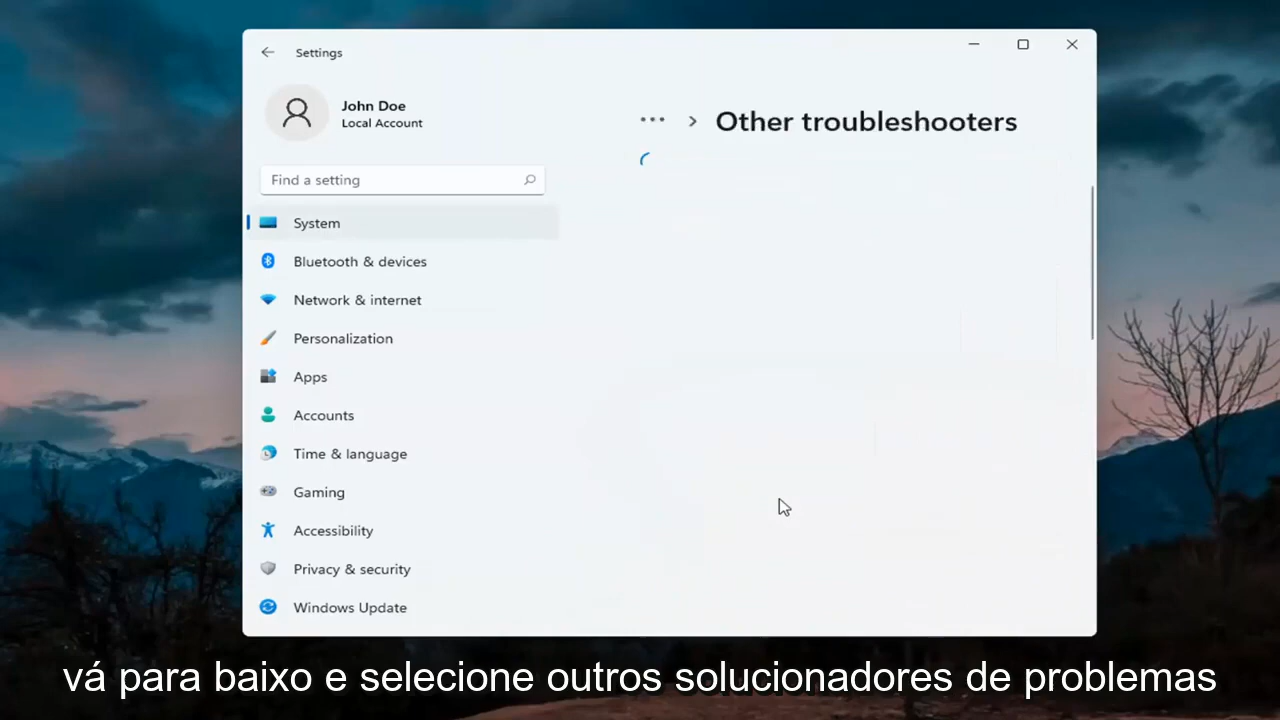 Settings
John Doe
Local Account
Find a setting
System
Bluetooth & devices
Network & internet
Personalization
Apps
Accounts
Time & language
Gaming
Accessibility
Privacy & security
Windows Update
... > Other troubleshooters
vá para baixo e selecione outros solucionadores de problemas